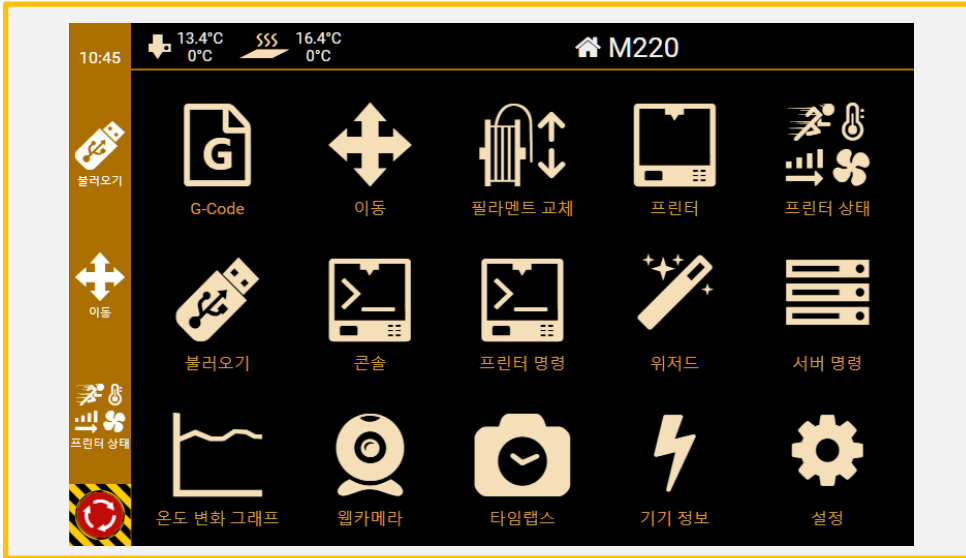 10:45
13.4°C
0°C
16.4°C
0°C
M220
불러오기
이동
프린터 상태
G
G-Code
이동
필라멘트 교체
프린터
프린터 상태
불러오기
콘솔
프린터 명령
위저드
서버 명령
온도 변화 그래프
웹카메라
타임랩스
기기 정보
설정